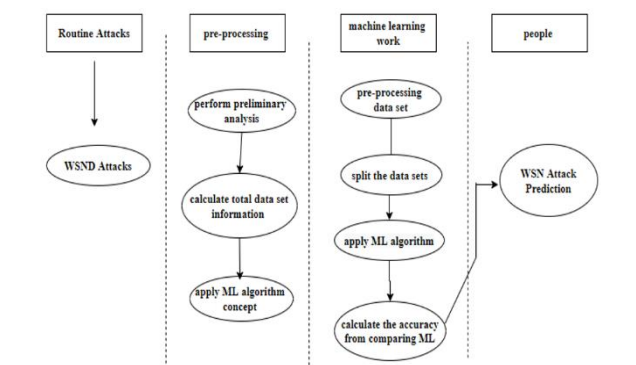 Routine Attacks
pre-processing
machine learning
work
people
WSND Attacks
perform preliminary
analysis
calculate total data set
information
apply ML algorithm
concept
pre-processing
data set
split the data sets
apply ML algorithm
calculate the accuracy
from comparing ML
WSN Attack
Prediction